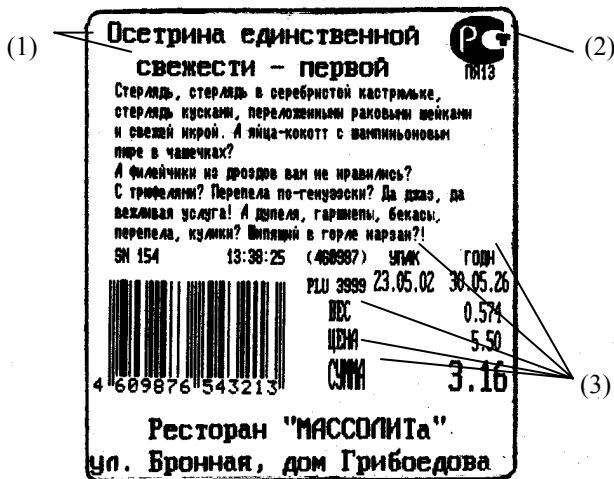 (1)
Осетрина единственной
свежести - первой
РС
ПЯ13
(2)
Стерлядь, стерлядь в серебристой кастрюльке,
стерлядь кусками, переложенными раковыми шейками
и свежей икрой. А яйца-кокотт с шампиньоновым
пюре в чашечках?
А филейчики из дроздов вам не нравились?
С трюфелями? Перепела по-генуэзски? Да джаз, да
вежливая услуга! А дупеля, гаршнепы, бекасы,
перепела, кулики? Шипящий в горле нарзан?!
SN 154 13:38:25 (460987) УПАК ГОДН
PLU 3999 23.05.02 30.05.26
ВЕС 0.574
ЦЕНА 5.50
СУММА 3.16
(3)
4 609876 543213
Ресторан "МАССОЛИТа"
ул. Бронная, дом Грибоедова